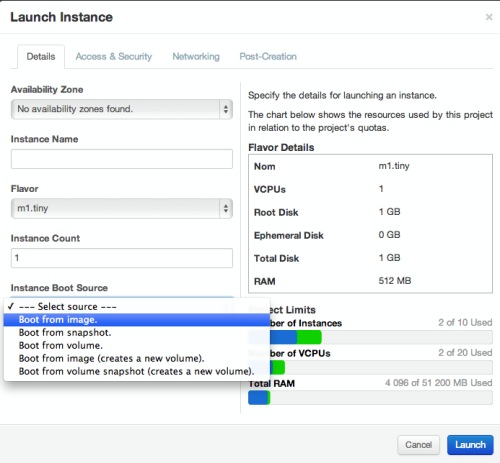 Launch Instance
×
Details
Access & Security
Networking
Post-Creation
Availability Zone
No availability zones found.
Instance Name
Flavor
m1.tiny
Instance Count
1
Instance Boot Source
✓ --- Select source ---
Boot from image.
Boot from snapshot.
Boot from volume.
Boot from image (creates a new volume).
Boot from volume snapshot (creates a new volume).
Specify the details for launching an instance.
The chart below shows the resources used by this project
in relation to the project's quotas.
Flavor Details
Nom m1.tiny
VCPUs 1
Root Disk 1 GB
Ephemeral Disk 0 GB
Total Disk 1 GB
RAM 512 MB
Limits
of Instances 2 of 10 Used
of VCPUs 2 of 20 Used
Total RAM 4 096 of 51 200 MB Used
Cancel
Launch